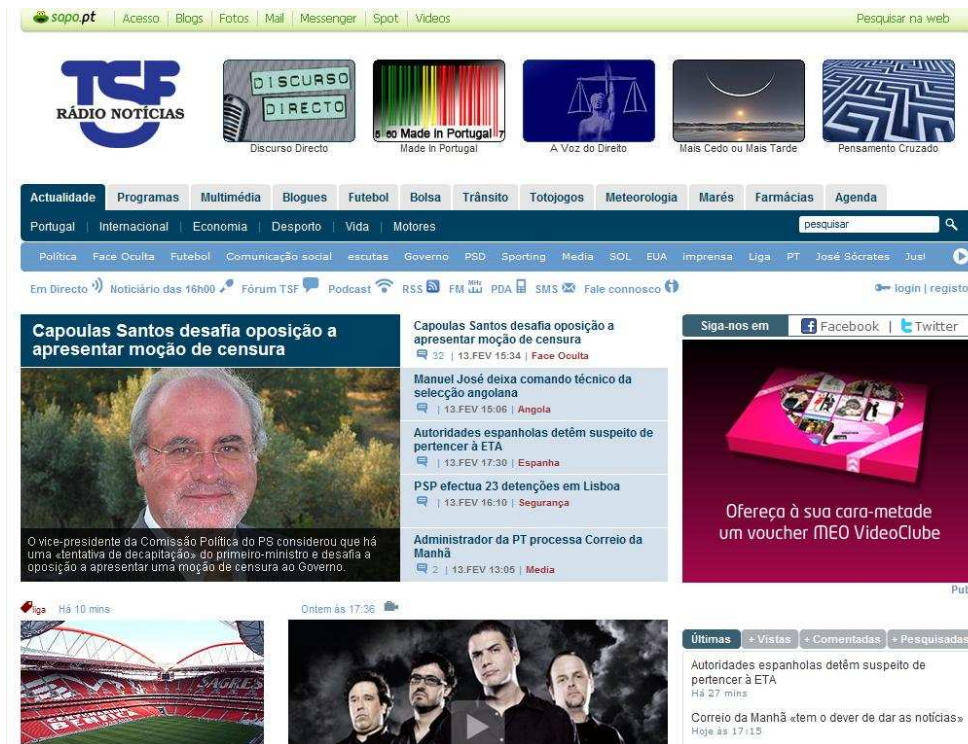 sapo.pt | Acesso | Blogs | Fotos | Mail | Messenger | Spot | Videos
Pesquisar na web
TSF
RÁDIO NOTÍCIAS
DISCURSO
DIRECTO
5 60 Made in Portugal 7
Discurso Directo
Made In Portugal
A Voz do Direito
Mais Cedo ou Mais Tarde
Pensamento Cruzado
Actualidade Programas Multimédia Blogues Futebol Bolsa Trânsito Totojogos Meteorologia Marés Farmácias Agenda
Portugal | Internacional | Economia | Desporto | Vida | Motores
pesquisar
Política Face Oculta Futebol Comunicação social escutas Governo PSD Sporting Media SOL EUA imprensa Liga PT José Sócrates Just
Em Directo Noticiário das 16h00 Fórum TSF Podcast RSS FM MHz PDA SMS Fale connosco
login | registo
Capoulas Santos desafia oposição a
apresentar moção de censura
O vice-presidente da Comissão Política do PS considerou que há
uma «tentativa de decapitação» do primeiro-ministro e desafia a
oposição a apresentar uma moção de censura ao Governo.
Capoulas Santos desafia oposição a
apresentar moção de censura
32 | 13.FEV 15:34 | Face Oculta
Manuel José deixa comando técnico da
selecção angolana
| 13.FEV 15:06 | Angola
Autoridades espanholas detêm suspeito de
pertencer à ETA
| 13.FEV 17:30 | Espanha
PSP efectua 23 detenções em Lisboa
| 13.FEV 16:10 | Segurança
Administrador da PT processa Correio da
Manhã
2 | 13.FEV 13:05 | Media
Siga-nos em
Facebook | Twitter
Ofereça à sua cara-metade
um voucher MEO VideoClube
Pub
liga Há 10 mins
SAGRES
BENFICA
Ontem às 17:36
Últimas + Vistas + Comentadas + Pesquisadas
Autoridades espanholas detêm suspeito de
pertencer à ETA
Há 27 mins
Correio da Manhã «tem o dever de dar as notícias»
Hoje às 17:15